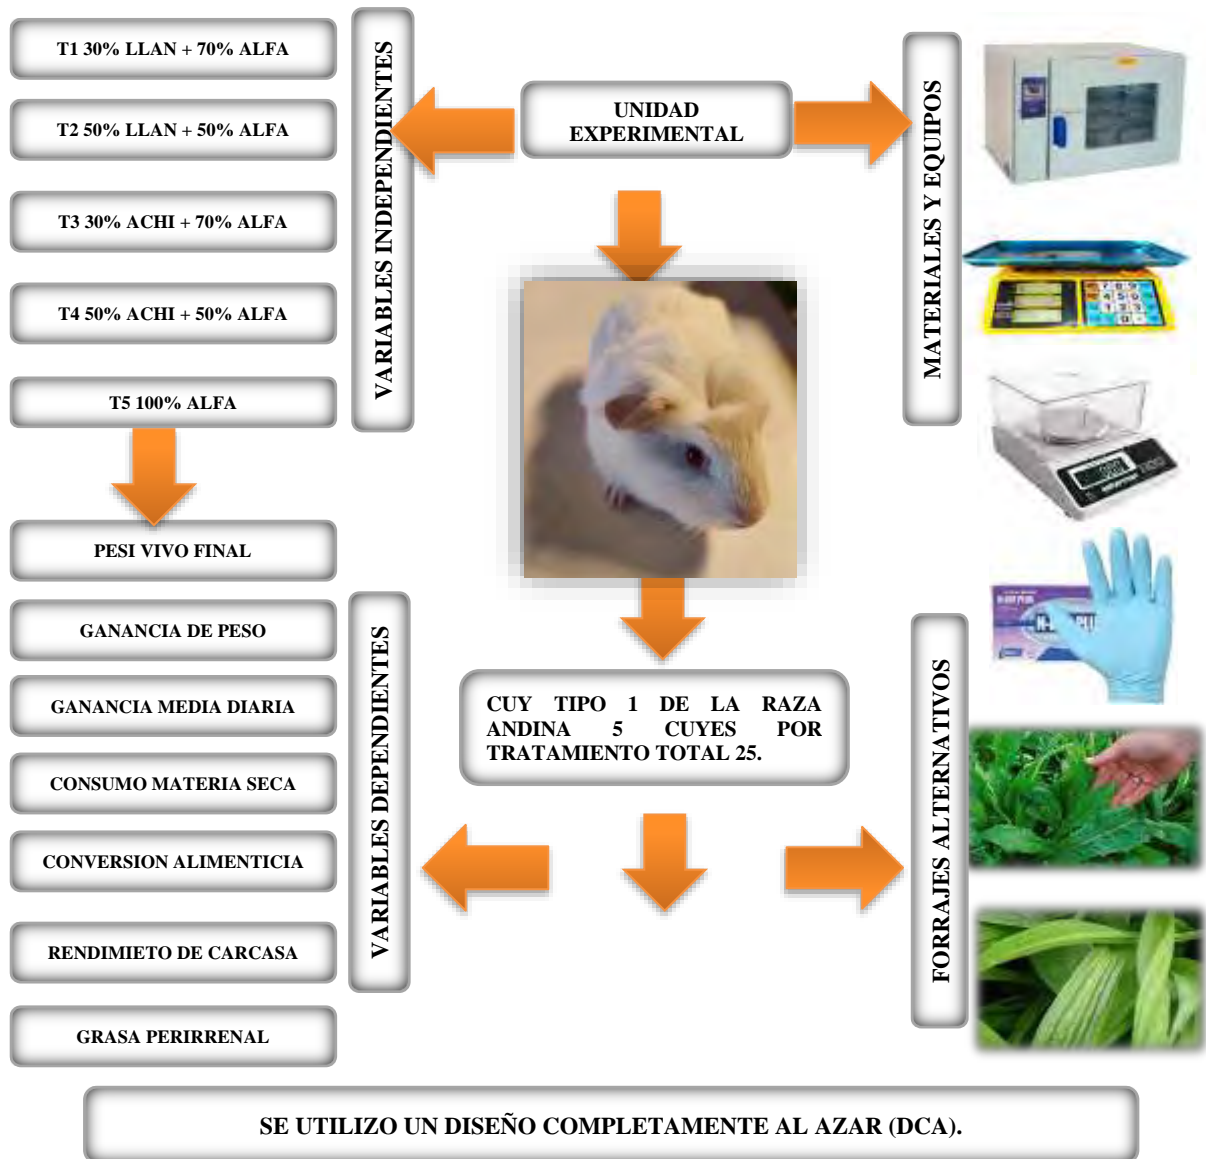 T1 30% LLAN + 70% ALFA
T2 50% LLAN + 50% ALFA
T3 30% ACHI + 70% ALFA
T4 50% ACHI + 50% ALFA
T5 100% ALFA
VARIABLES INDEPENDIENTES
UNIDAD
EXPERIMENTAL
MATERIALES Y EQUIPOS
PESI VIVO FINAL
GANANCIA DE PESO
GANANCIA MEDIA DIARIA
CONSUMO MATERIA SECA
CONVERSION ALIMENTICIA
RENDIMIETO DE CARCASA
GRASA PERIRRENAL
VARIABLES DEPENDIENTES
CUY TIPO 1 DE LA RAZA
ANDINA 5 CUYES POR
TRATAMIENTO TOTAL 25.
FORRAJES ALTERNATIVOS
SE UTILIZO UN DISEÑO COMPLETAMENTE AL AZAR (DCA).